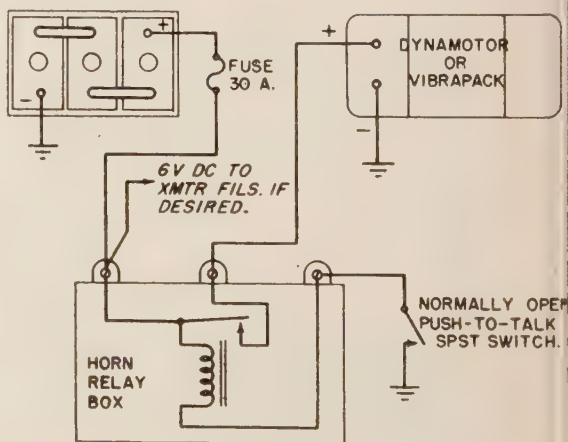 +
-
FUSE
30 A.
+
DYNAMOTOR
OR
VIBRAPACK
-
6V DC TO
XMTR FILS. IF
DESIRED.
HORN
RELAY
BOX
NORMALLY OPE
PUSH-TO-TALK
SPST SWITCH.